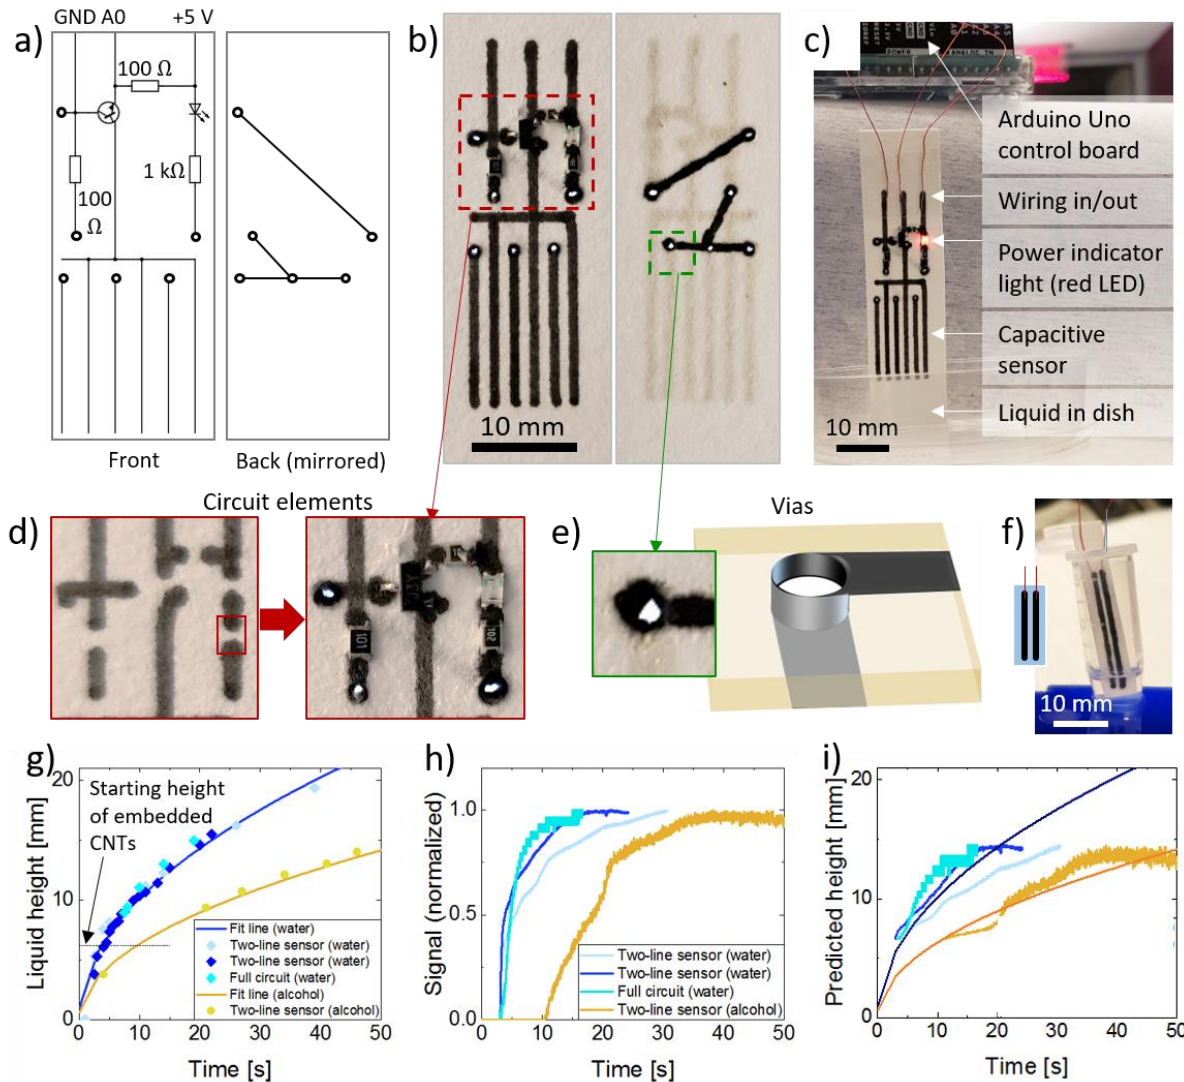 GND A0 +5 V
a)
100 Ω
100
Ω
1 kΩ
Front
Back (mirrored)
b)
10 mm
c)
RESET
POWER
ANALOG IN
Arduino Uno
control board
Wiring in/out
Power indicator
light (red LED)
Capacitive
sensor
Liquid in dish
10 mm
Circuit elements
d)
101
102
e)
Vias
f)
10 mm
g)
Liquid height [mm]
20
10
0
Starting height
of embedded
CNTs
Fit line (water)
Two-line sensor (water)
Two-line sensor (water)
Full circuit (water)
Fit line (alcohol)
Two-line sensor (alcohol)
0 10 20 30 40 50
Time [s]
h)
Signal (normalized)
1.0
0.5
0.0
Two-line sensor (water)
Two-line sensor (water)
Full circuit (water)
Two-line sensor (alcohol)
0 10 20 30 40 50
Time [s]
i)
Predicted height [mm]
20
10
0
0 10 20 30 40 50
Time [s]